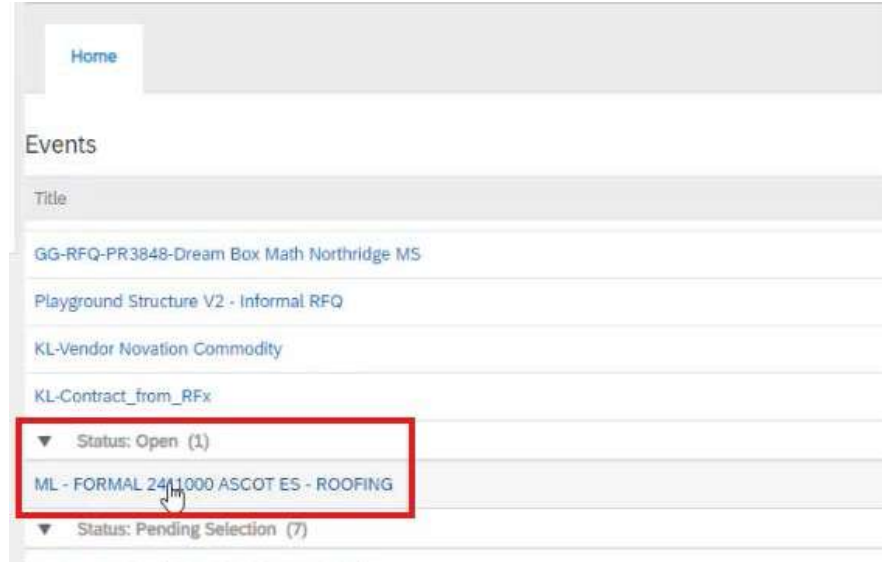 Home
Events
Title
GG-RFQ-PR3848-Dream Box Math Northridge MS
Playground Structure V2 - Informal RFQ
KL-Vendor Novation Commodity
KL-Contract_from_RFx
Status: Open (1)
ML - FORMAL 2411000 ASCOT ES - ROOFING
Status: Pending Selection (7)